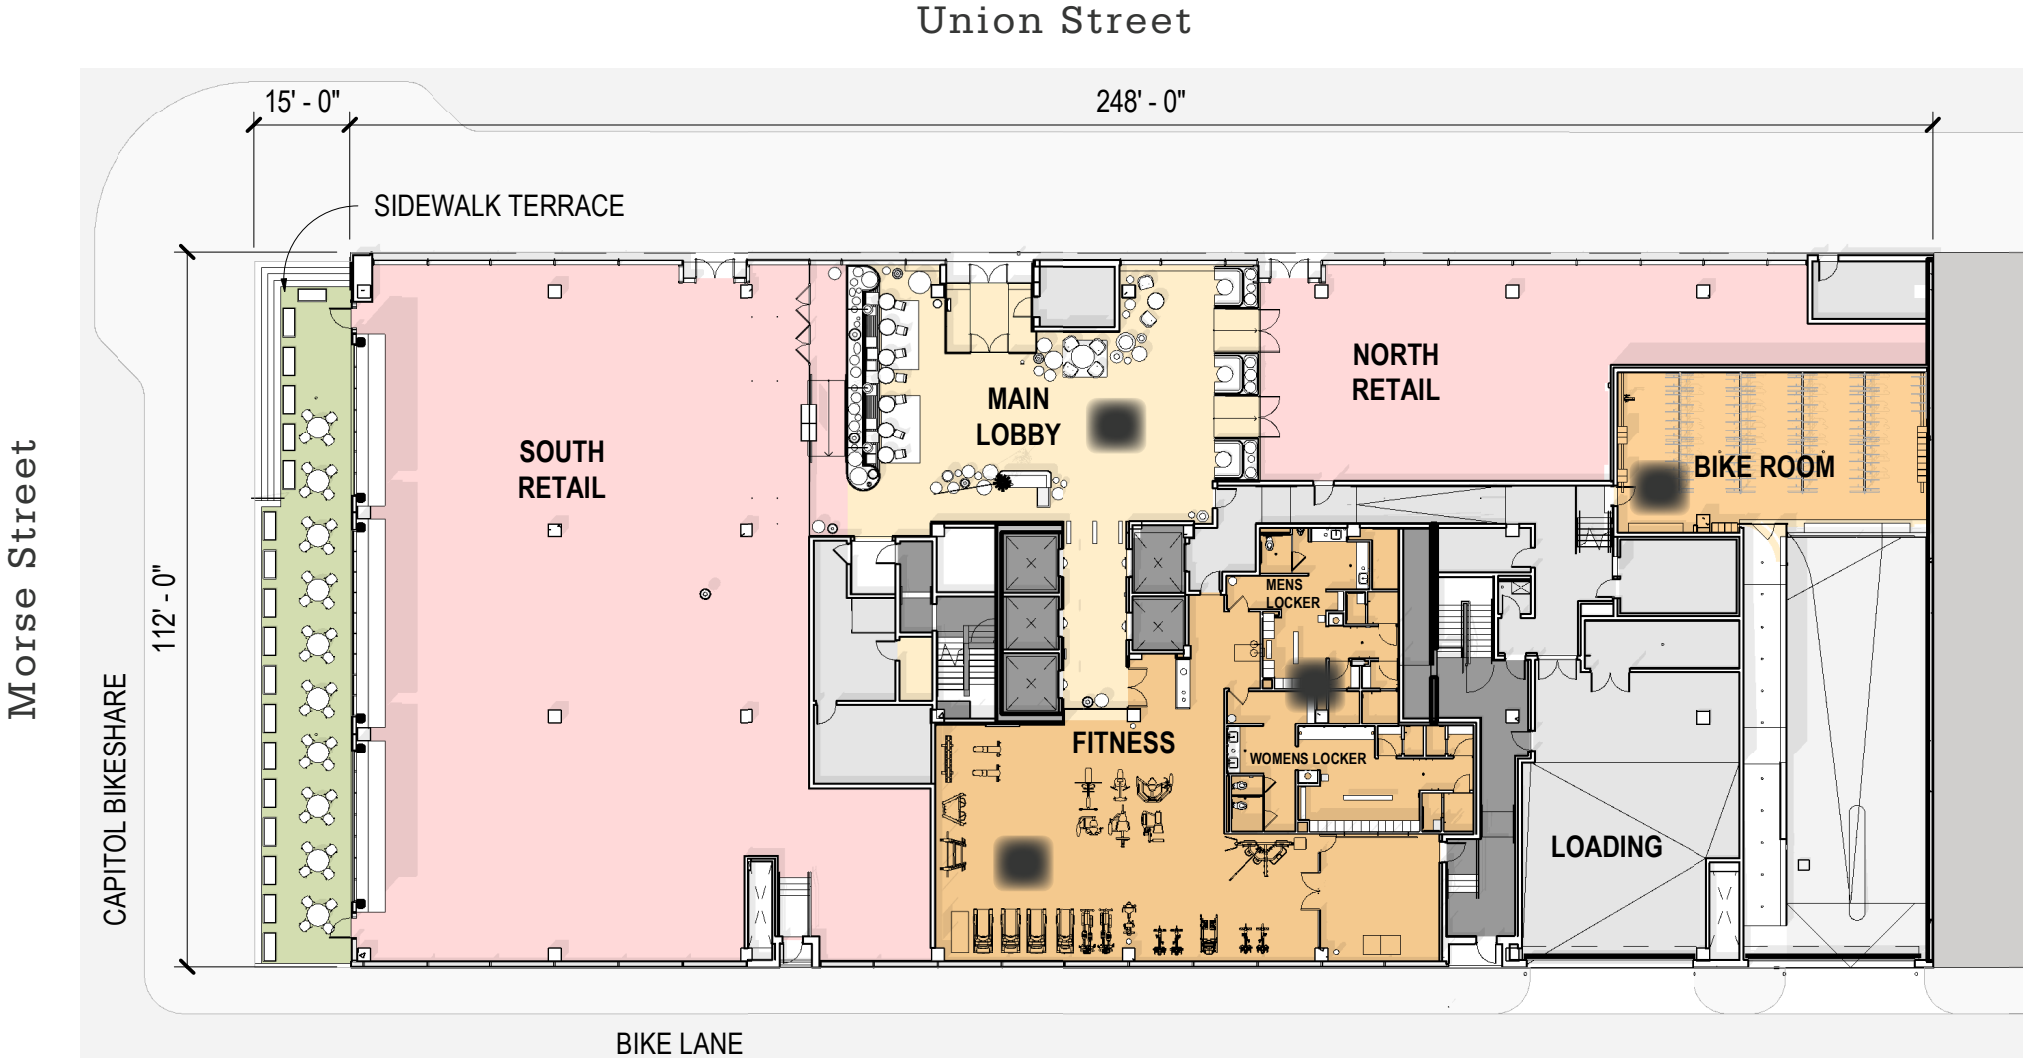 Union Street
15' - 0"
248' - 0"
SIDEWALK TERRACE
NORTH
RETAIL
MAIN
LOBBY
SOUTH
RETAIL
BIKE ROOM
Morse Street
112' - 0"
MENS
LOCKER
FITNESS
WOMENS LOCKER
CAPITOL BIKESHARE
LOADING
BIKE LANE